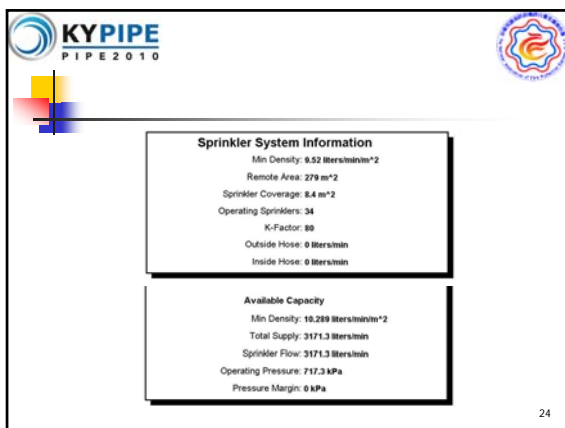 KYPIPE
PIPE2010
Sprinkler System Information
Min Density: 9.52 liters/min/m^2
Remote Area: 279 m^2
Sprinkler Coverage: 8.4 m^2
Operating Sprinklers: 34
K-Factor: 80
Outside Hose: 0 liters/min
Inside Hose: 0 liters/min
Available Capacity
Min Density: 10.289 liters/min/m^2
Total Supply: 3171.3 liters/min
Sprinkler Flow: 3171.3 liters/min
Operating Pressure: 717.3 kPa
Pressure Margin: 0 kPa
24